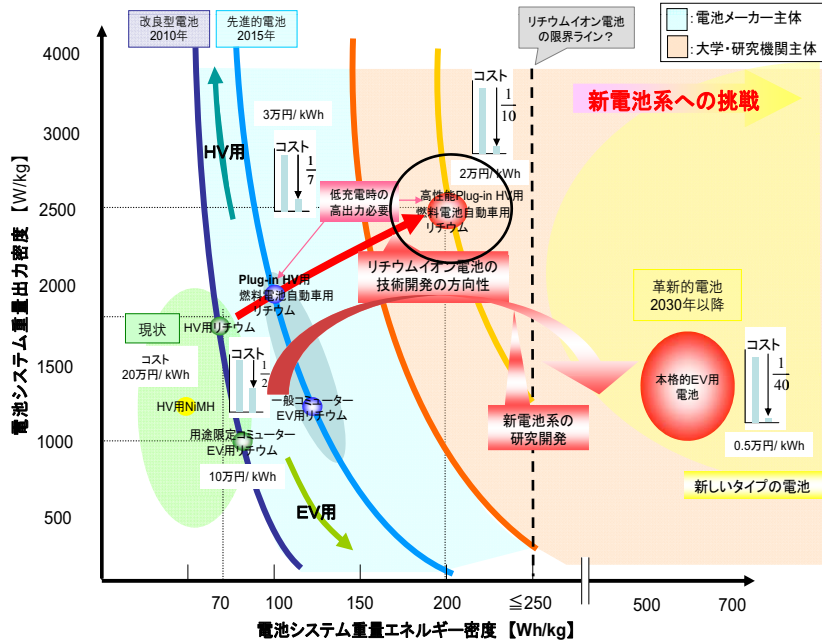 改良型電池
2010年
先進的電池
2015年
リチウムイオン電池
の限界ライン？
：電池メーカー主体
：大学・研究機関主体
4000
3000
2500
2000
1500
1000
500
電池システム重量出力密度 【W/kg】
新電池系への挑戦
コスト
1/10
2万円/ kWh
3万円/ kWh
コスト
1/7
HV用
低充電時の
高出力必要
高性能Plug-in HV用
燃料電池自動車用
リチウム
リチウムイオン電池の
技術開発の方向性
Plug-in HV用
燃料電池自動車用
リチウム
革新的電池
2030年以降
現状
HV用リチウム
コスト
20万円/ kWh
コスト
1/2
コスト
1/40
本格的EV用
電池
HV用NiMH
一般コミューター
EV用リチウム
新電池系の
研究開発
用途限定コミューター
EV用リチウム
0.5万円/ kWh
10万円/ kWh
新しいタイプの電池
EV用
70
100
150
200
≦250
500
700
電池システム重量エネルギー密度 【Wh/kg】